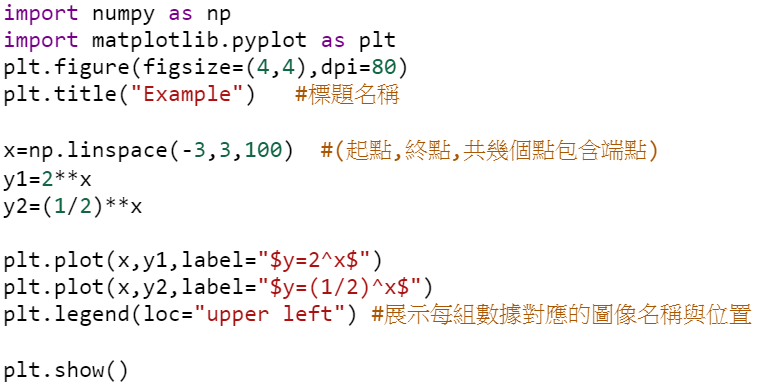 import numpy as np
import matplotlib.pyplot as plt
plt.figure(figsize=(4,4),dpi=80)
plt.title("Example")   #標題名稱
x=np.linspace(-3,3,100)  #(起點,終點,共幾個點包含端點)
y1=2**x
y2=(1/2)**x
plt.plot(x,y1,label="$y=2^x$")
plt.plot(x,y2,label="$y=(1/2)^x$")
plt.legend(loc="upper left") #展示每組數據對應的圖像名稱與位置
plt.show()